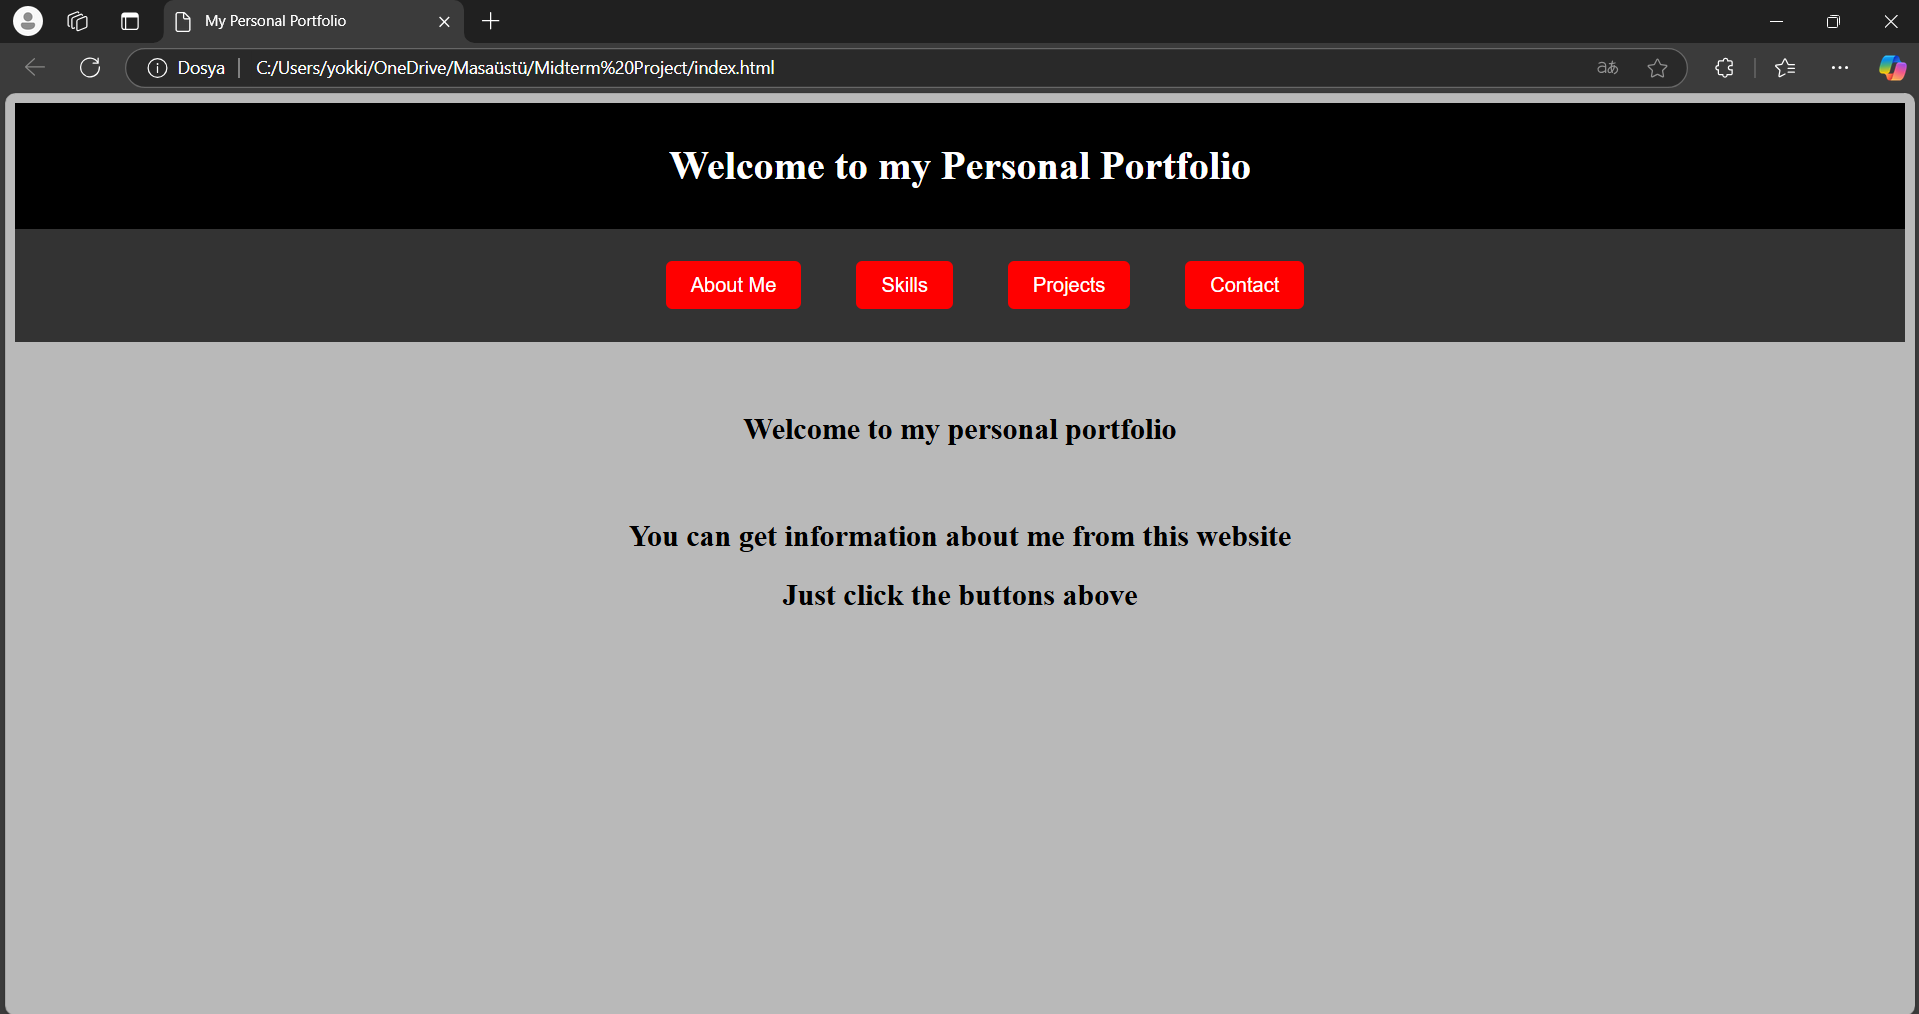 My Personal Portfolio
Dosya C:/Users/yokki/OneDrive/Masaüstü/Midterm%20Project/index.html aあ
Welcome to my Personal Portfolio
About Me Skills Projects Contact
Welcome to my personal portfolio
You can get information about me from this website
Just click the buttons above